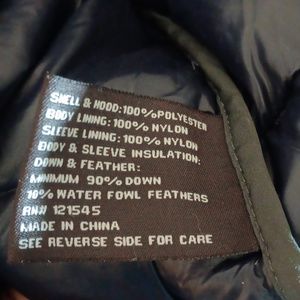 SHELL & HOOD: 100% POLYESTER
BODY LINING: 100% NYLON
SLEEVE LINING: 100% NYLON
BODY & SLEEVE INSULATION:
DOWN & FEATHER:
MINIMUM 90% DOWN
10% WATER FOWL FEATHERS
RN# 121545
MADE IN CHINA
SEE REVERSE SIDE FOR CARE